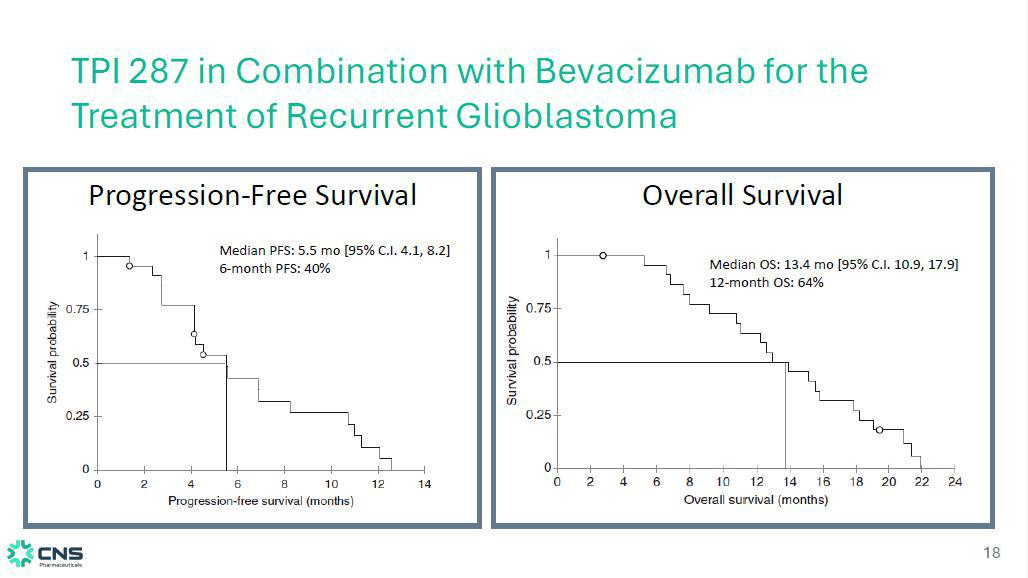 TPI 287 in Combination with Bevacizumab for the
Treatment of Recurrent Glioblastoma
Progression-Free Survival
Median PFS: 5.5 mo [95% C.I. 4.1, 8.2]
6-month PFS: 40%
Survival probability
1
0.75
0.5
0.25
0
0 2 4 6 8 10 12 14
Progression-free survival (months)
Overall Survival
Median OS: 13.4 mo [95% C.I. 10.9, 17.9]
12-month OS: 64%
Survival probability
1
0.75
0.5
0.25
0
0 2 4 6 8 10 12 14 16 18 20 22 24
Overall survival (months)
CNS
Pharmaceuticals
18